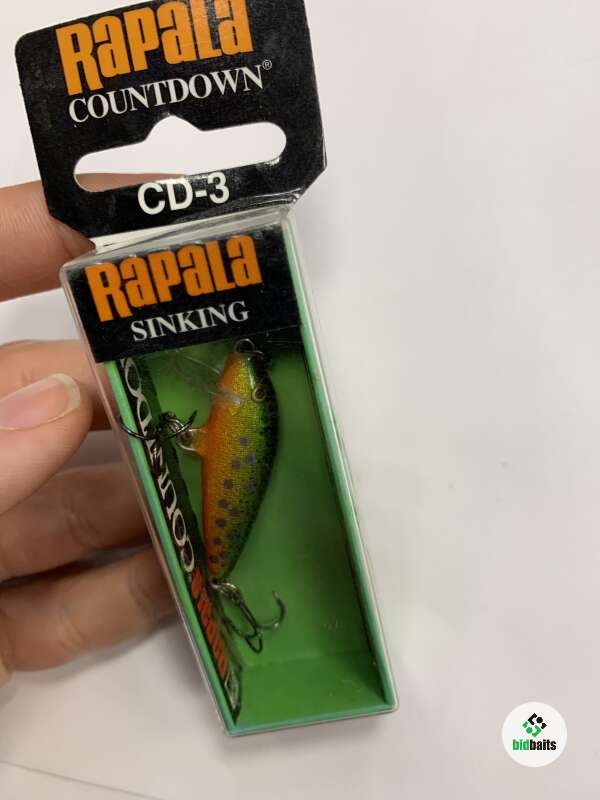 Rapala
COUNTDOWN®
CD-3
Rapala
SINKING
bidbaits